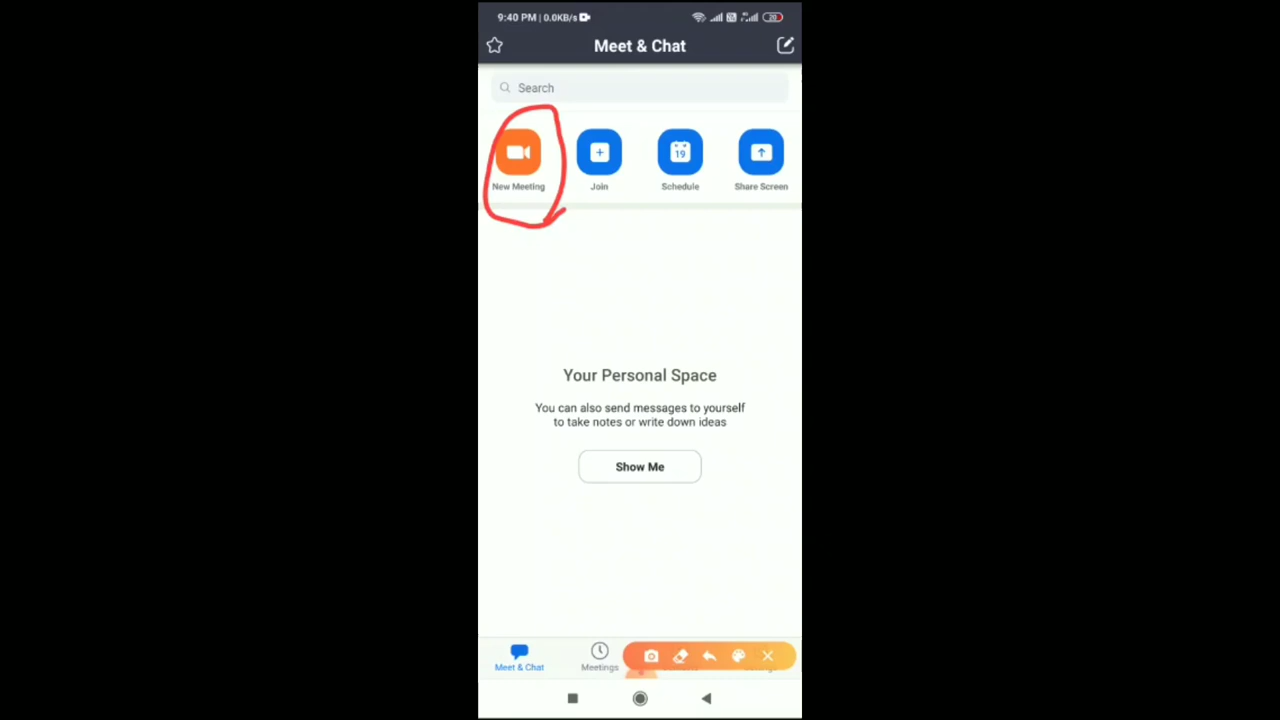 9:40 PM | 0.0KB/s
20
Meet & Chat
Search
19
New Meeting
Join
Schedule
Share Screen
Your Personal Space
You can also send messages to yourself
to take notes or write down ideas
Show Me
Meet & Chat
Meetings